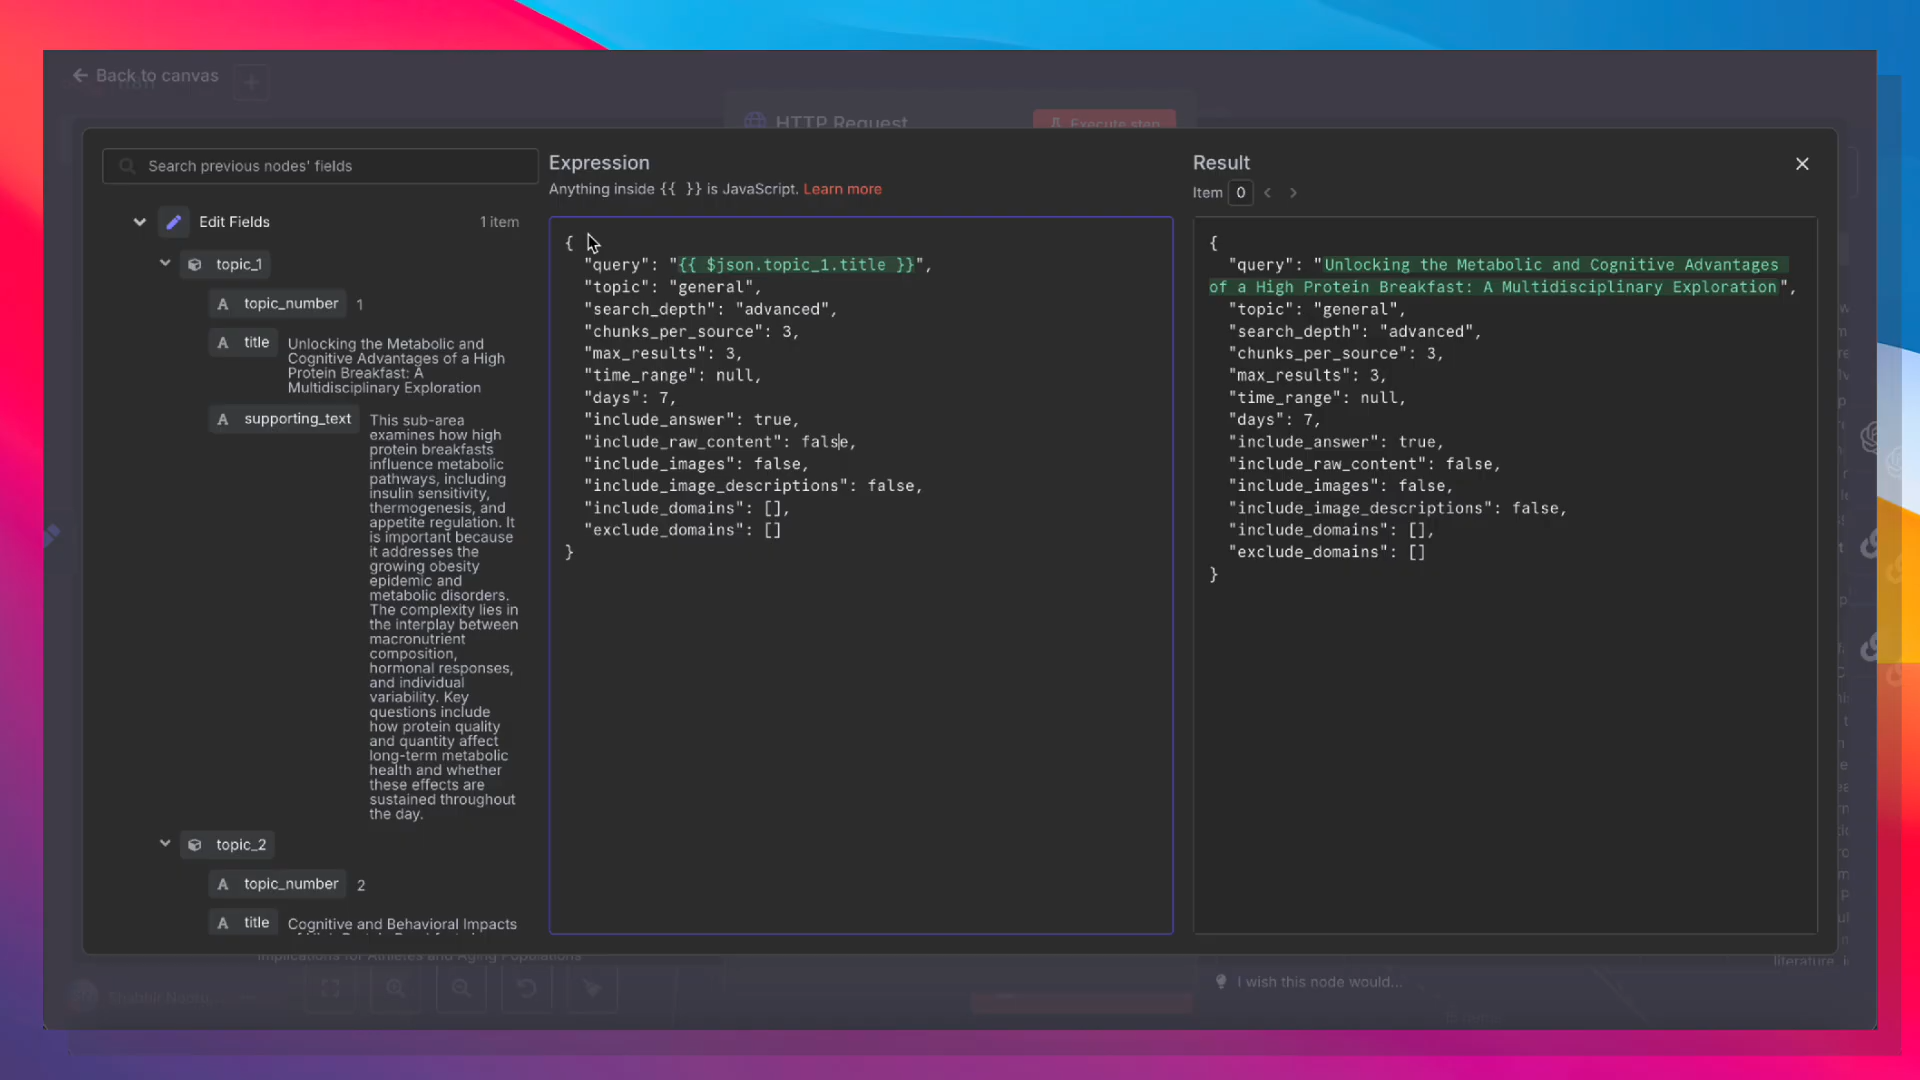 Back to canvas
HTTP Request
Execute step
Search previous nodes' fields
Edit Fields
1 item
topic_1
A topic_number 1
A title Unlocking the Metabolic and
Cognitive Advantages of a High
Protein Breakfast: A
Multidisciplinary Exploration
A supporting_text This sub-area
examines how high
protein breakfasts
influence metabolic
pathways, including
insulin sensitivity,
thermogenesis, and
appetite regulation. It
is important because
it addresses the
growing obesity
epidemic and
metabolic disorders.
The complexity lies in
the interplay between
macronutrient
composition,
hormonal responses,
and individual
variability. Key
questions include
how protein quality
and quantity affect
long-term metabolic
health and whether
these effects are
sustained throughout
the day.
topic_2
A topic_number 2
A title Cognitive and Behavioral Impacts
Implications for Athletes and Aging Populations
Expression
Anything inside {{ }} is JavaScript. Learn more
{
"query": "{{ $json.topic_1.title }}",
"topic": "general",
"search_depth": "advanced",
"chunks_per_source": 3,
"max_results": 3,
"time_range": null,
"days": 7,
"include_answer": true,
"include_raw_content": false,
"include_images": false,
"include_image_descriptions": false,
"include_domains": [],
"exclude_domains": []
}
Result
Item 0
{
"query": "Unlocking the Metabolic and Cognitive Advantages
of a High Protein Breakfast: A Multidisciplinary Exploration",
"topic": "general",
"search_depth": "advanced",
"chunks_per_source": 3,
"max_results": 3,
"time_range": null,
"days": 7,
"include_answer": true,
"include_raw_content": false,
"include_images": false,
"include_image_descriptions": false,
"include_domains": [],
"exclude_domains": []
}
literature, i
I wish this node would...